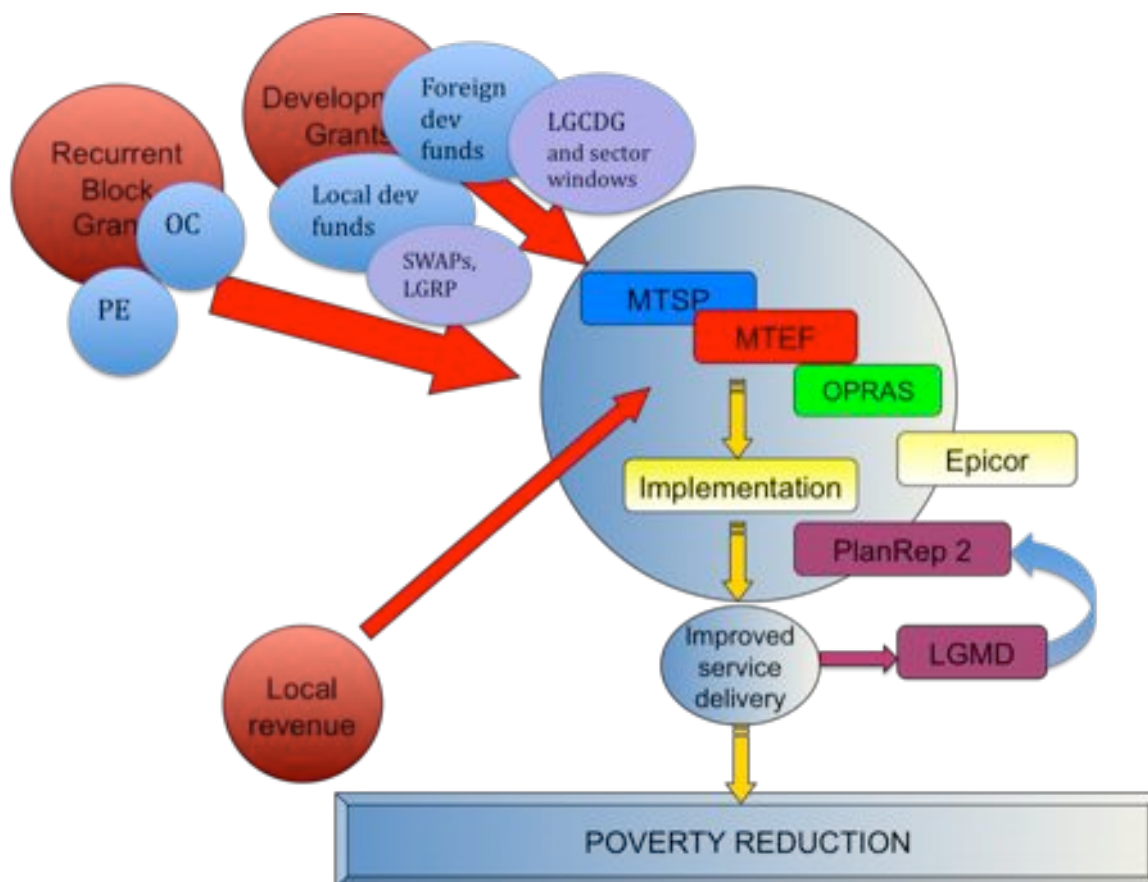 Recurrent
Block
Gran
OC
PE
Developm
Grants
Foreign
dev
funds
LGCDG
and sector
windows
Local dev
funds
SWAPs,
LGRP
MTSP
MTEF
OPRAS
Epicor
Implementation
PlanRep 2
Improved
service
delivery
LGMD
Local
revenue
POVERTY REDUCTION